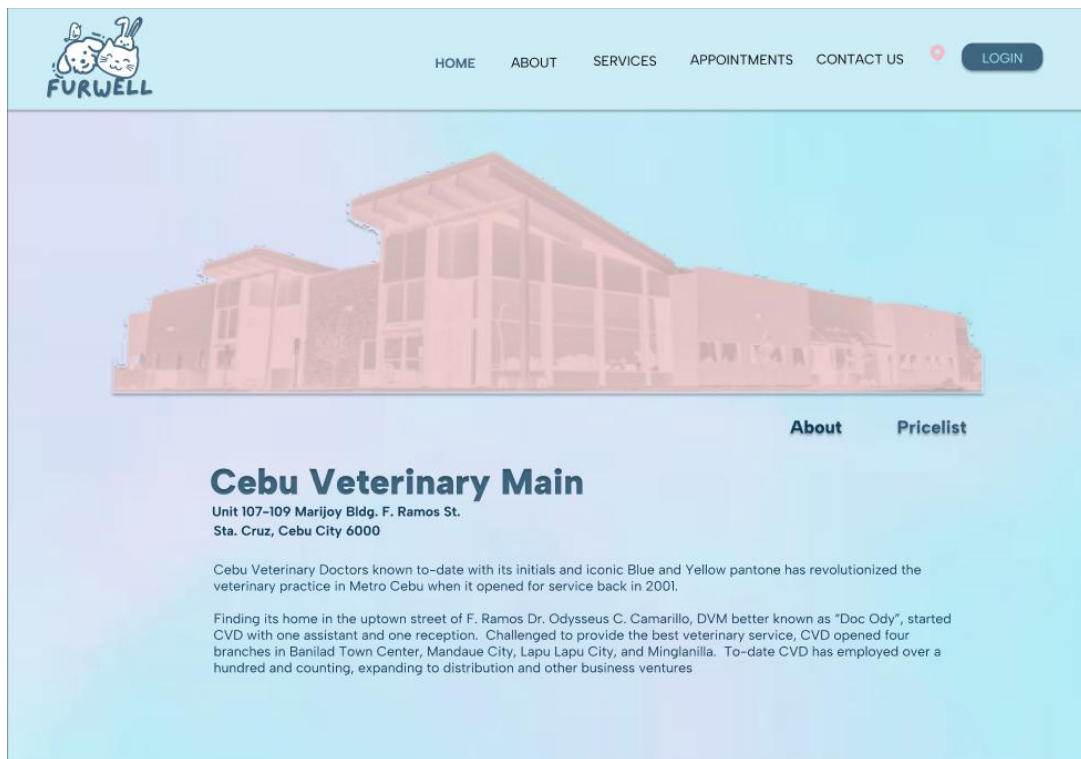 FURWELL
HOME ABOUT SERVICES APPOINTMENTS CONTACT US LOGIN
About Pricelist
Cebu Veterinary Main
Unit 107-109 Marijoy Bldg. F. Ramos St.
Sta. Cruz, Cebu City 6000
Cebu Veterinary Doctors known to-date with its initials and iconic Blue and Yellow pantone has revolutionized the
veterinary practice in Metro Cebu when it opened for service back in 2001.
Finding its home in the uptown street of F. Ramos Dr. Odysseus C. Camarillo, DVM better known as “Doc Ody”, started
CVD with one assistant and one reception. Challenged to provide the best veterinary service, CVD opened four
branches in Banilad Town Center, Mandaue City, Lapu Lapu City, and Minglanilla. To-date CVD has employed over a
hundred and counting, expanding to distribution and other business ventures